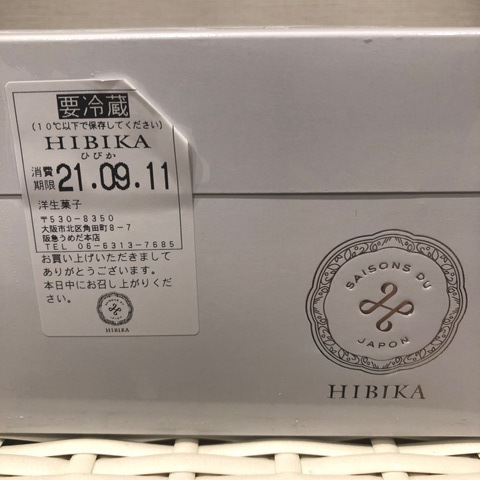 要冷蔵
(10℃以下で保存してください)
HIBIKA
ひびか
消費
期限 21.09.11
洋生菓子
〒530-8350
大阪市北区角田町8-7
阪急うめだ本店
TEL 06-6313-7685
お買い上げいただきまして
ありがとうございます。
本日中にお召し上がりくだ
さい。
HIBIKA
SAISONS DU
JAPON
HIBIKA